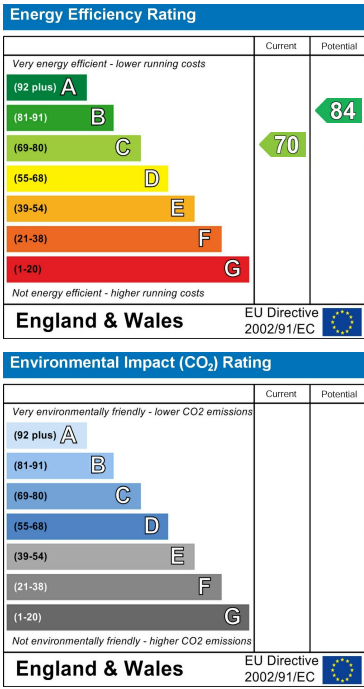 Energy Efficiency Rating
Current Potential
Very energy efficient - lower running costs
(92 plus) A
(81-91) B
84
(69-80) C
70
(55-68) D
(39-54) E
(21-38) F
(1-20) G
Not energy efficient - higher running costs
England & Wales
EU Directive
2002/91/EC
Environmental Impact (CO₂) Rating
Current Potential
Very environmentally friendly - lower CO2 emissions
(92 plus) A
(81-91) B
(69-80) C
(55-68) D
(39-54) E
(21-38) F
(1-20) G
Not environmentally friendly - higher CO2 emissions
England & Wales
EU Directive
2002/91/EC